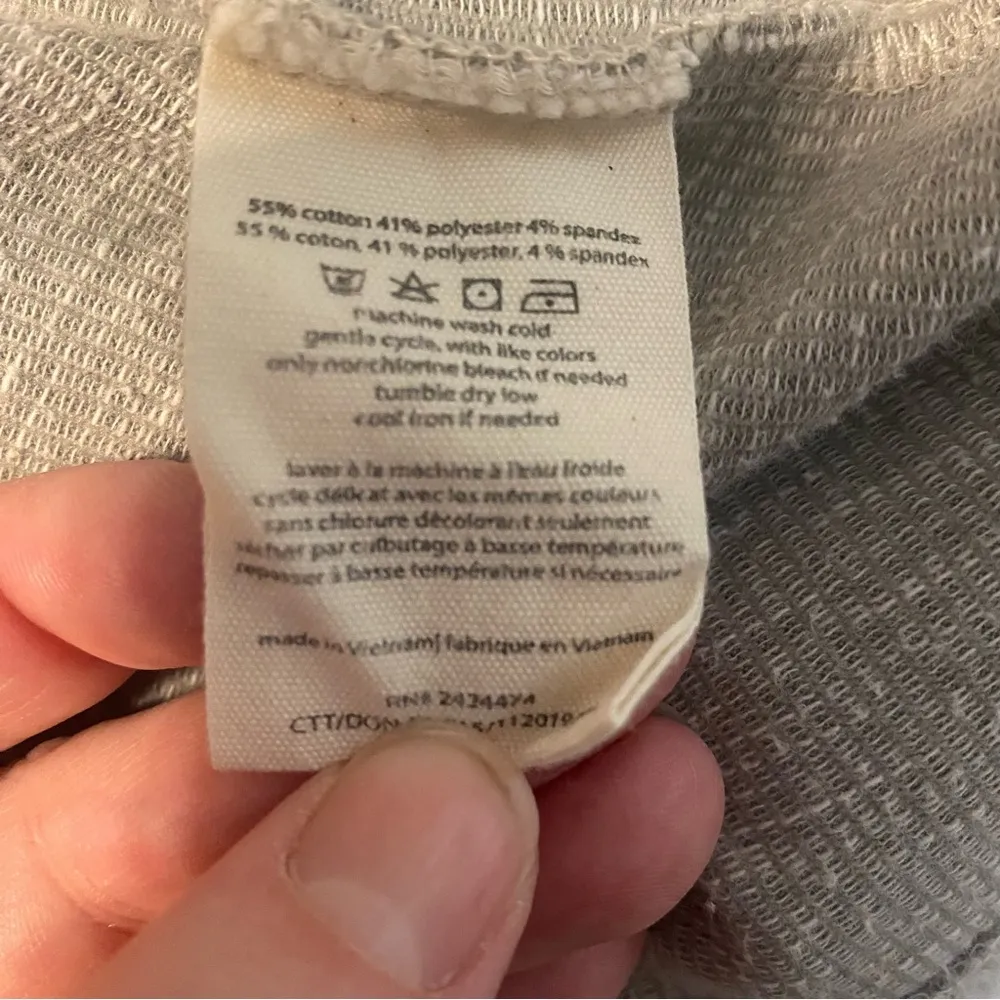 55% cotton 41% polyester 4% spandex
55 % coton, 41 % polyester, 4 % spandex
machine wash cold
gentle cycle, with like colors
only nonchlorine bleach if needed
tumble dry low
cool iron if needed
laver à la machine à l'eau froide
cycle délicat avec les mêmes couleurs
sans chlorure décolorant seulement
sécher par culbutage à basse température
repasser à basse température si nécessaire
made in Vietnam| fabrique en Vietnam
RN#
CTT/DGN